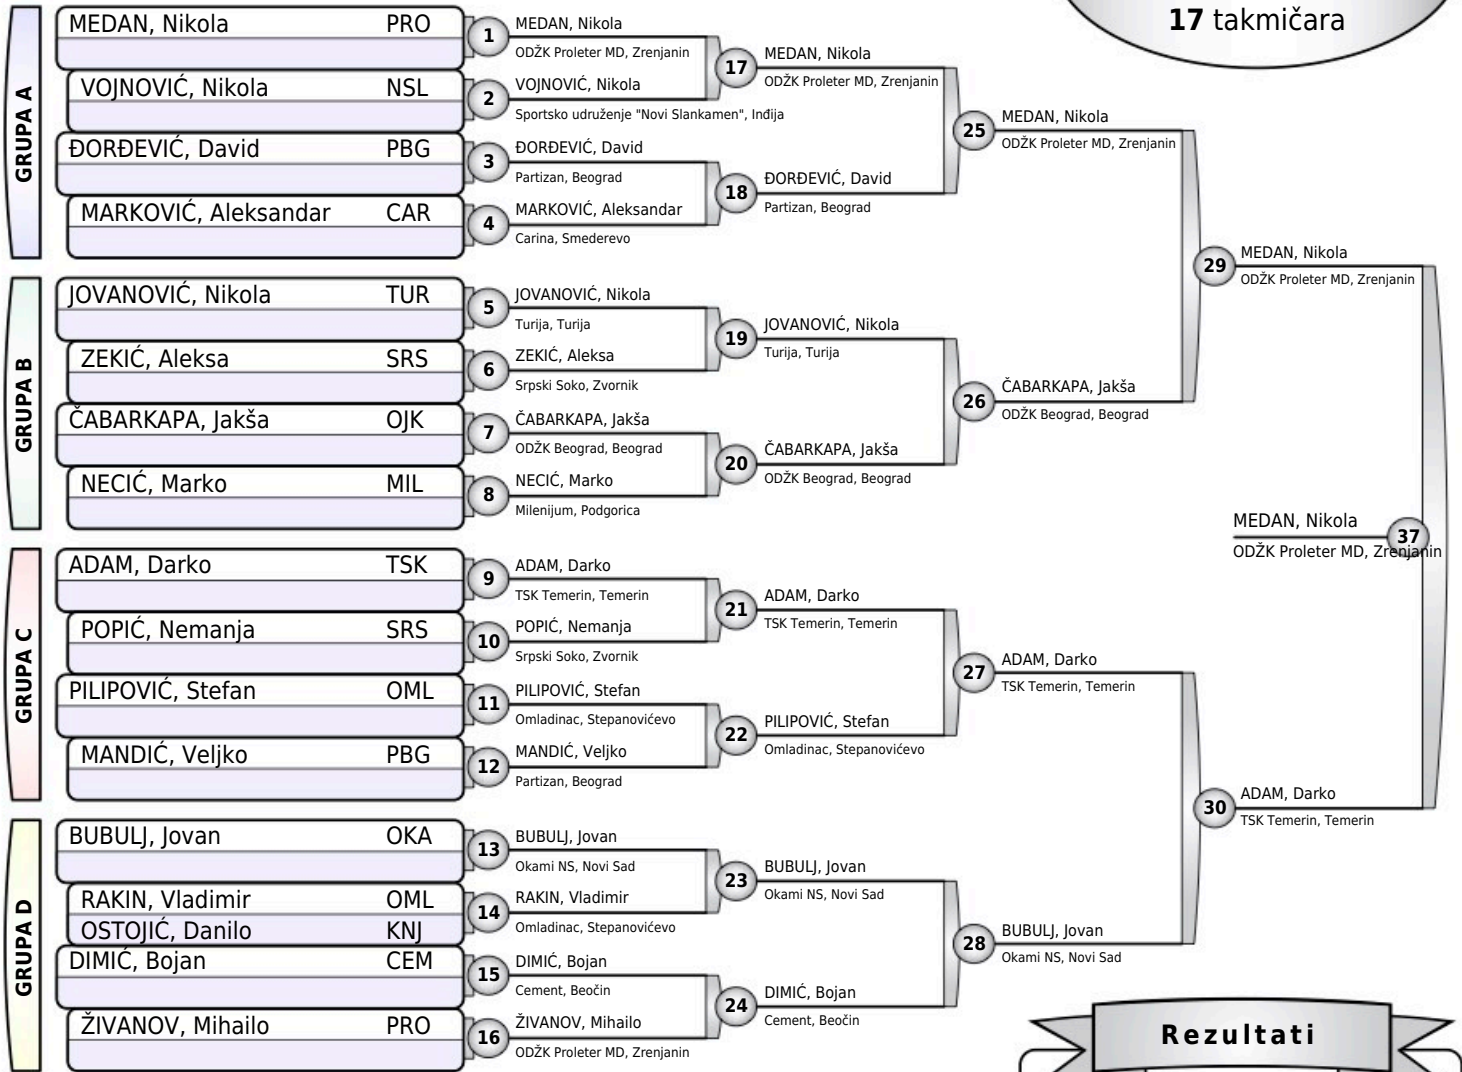 17 takmičara
GRUPA A
MEDAN, Nikola PRO
VOJNOVIĆ, Nikola NSL
ĐORĐEVIĆ, David PBG
MARKOVIĆ, Aleksandar CAR
GRUPA B
JOVANOVIĆ, Nikola TUR
ZEKIĆ, Aleksa SRS
ČABARKAPA, Jakša OJK
NECIĆ, Marko MIL
GRUPA C
ADAM, Darko TSK
POPIĆ, Nemanja SRS
PILIPOVIĆ, Stefan OML
MANDIĆ, Veljko PBG
GRUPA D
BUBULJ, Jovan OKA
RAKIN, Vladimir OML
OSTOJIĆ, Danilo KNJ
DIMIĆ, Bojan CEM
ŽIVANOV, Mihailo PRO
1
MEDAN, Nikola
ODŽK Proleter MD, Zrenjanin
2
VOJNOVIĆ, Nikola
Sportsko udruženje "Novi Slankamen", Inđija
3
ĐORĐEVIĆ, David
Partizan, Beograd
4
MARKOVIĆ, Aleksandar
Carina, Smederevo
5
JOVANOVIĆ, Nikola
Turija, Turija
6
ZEKIĆ, Aleksa
Srpski Soko, Zvornik
7
ČABARKAPA, Jakša
ODŽK Beograd, Beograd
8
NECIĆ, Marko
Milenijum, Podgorica
9
ADAM, Darko
TSK Temerin, Temerin
10
POPIĆ, Nemanja
Srpski Soko, Zvornik
11
PILIPOVIĆ, Stefan
Omladinac, Stepanovićevo
12
MANDIĆ, Veljko
Partizan, Beograd
13
BUBULJ, Jovan
Okami NS, Novi Sad
14
RAKIN, Vladimir
Omladinac, Stepanovićevo
15
DIMIĆ, Bojan
Cement, Beočin
16
ŽIVANOV, Mihailo
ODŽK Proleter MD, Zrenjanin
17
MEDAN, Nikola
ODŽK Proleter MD, Zrenjanin
18
ĐORĐEVIĆ, David
Partizan, Beograd
19
JOVANOVIĆ, Nikola
Turija, Turija
20
ČABARKAPA, Jakša
ODŽK Beograd, Beograd
21
ADAM, Darko
TSK Temerin, Temerin
22
PILIPOVIĆ, Stefan
Omladinac, Stepanovićevo
23
BUBULJ, Jovan
Okami NS, Novi Sad
24
DIMIĆ, Bojan
Cement, Beočin
25
MEDAN, Nikola
ODŽK Proleter MD, Zrenjanin
26
ČABARKAPA, Jakša
ODŽK Beograd, Beograd
27
ADAM, Darko
TSK Temerin, Temerin
28
BUBULJ, Jovan
Okami NS, Novi Sad
29
MEDAN, Nikola
ODŽK Proleter MD, Zrenjanin
30
ADAM, Darko
TSK Temerin, Temerin
37
MEDAN, Nikola
ODŽK Proleter MD, Zrenjanin
Rezultati